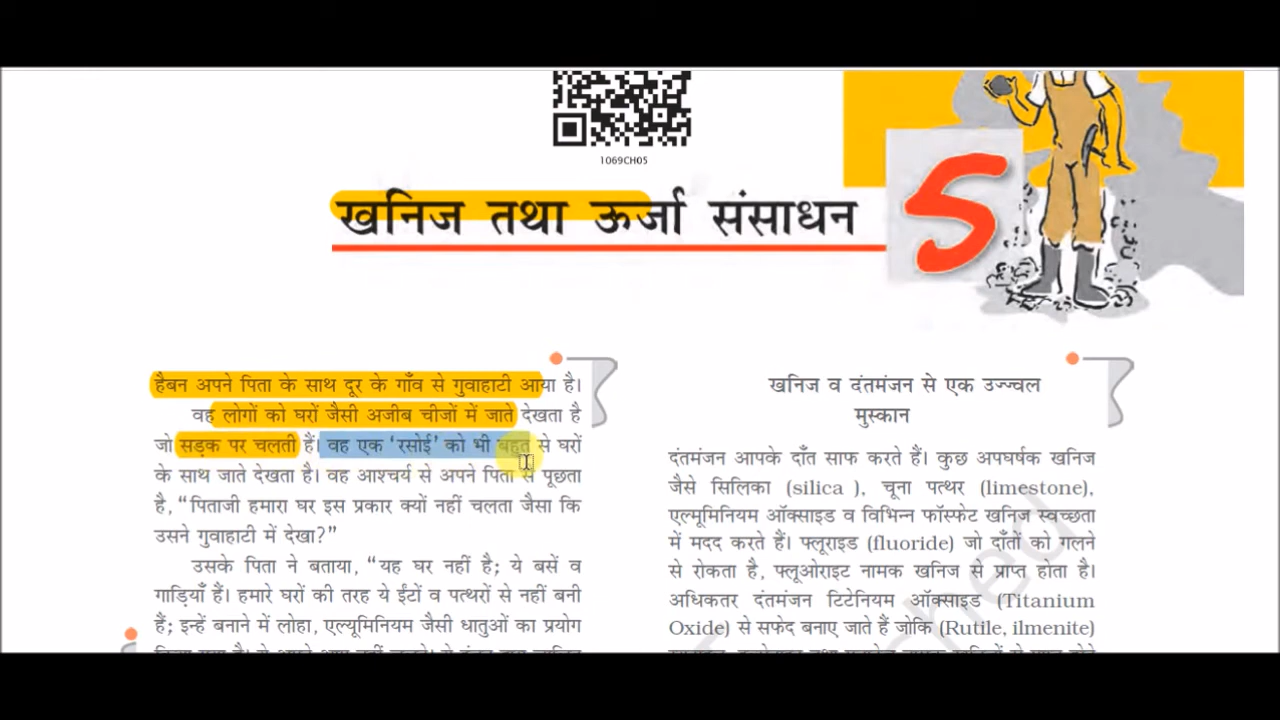 1069CH05
खनिज तथा ऊर्जा संसाधन
5
हैबन अपने पिता के साथ दूर के गाँव से गुवाहाटी आया है।
वह लोगों को घरों जैसी अजीब चीजों में जाते देखता है
जो सड़क पर चलती हैं। वह एक ‘रसोई’ को भी बहुत से घरों
के साथ जाते देखता है। वह आश्चर्य से अपने पिता से पूछता
है, “पिताजी हमारा घर इस प्रकार क्यों नहीं चलता जैसा कि
उसने गुवाहाटी में देखा?”
उसके पिता ने बताया, “यह घर नहीं है; ये बसें व
गाड़ियाँ हैं। हमारे घरों की तरह ये ईंटों व पत्थरों से नहीं बनी
हैं; इन्हें बनाने में लोहा, एल्यूमिनियम जैसी धातुओं का प्रयोग
खनिज व दंतमंजन से एक उज्ज्वल
मुस्कान
दंतमंजन आपके दाँत साफ करते हैं। कुछ अपघर्षक खनिज
जैसे सिलिका (silica ), चूना पत्थर (limestone),
एल्मूमिनियम ऑक्साइड व विभिन्न फॉस्फेट खनिज स्वच्छता
में मदद करते हैं। फ्लूराइड (fluoride) जो दाँतों को गलने
से रोकता है, फ्लूओराइट नामक खनिज से प्राप्त होता है।
अधिकतर दंतमंजन टिटेनियम ऑक्साइड (Titanium
Oxide) से सफेद बनाए जाते हैं जोकि (Rutile, ilmenite)